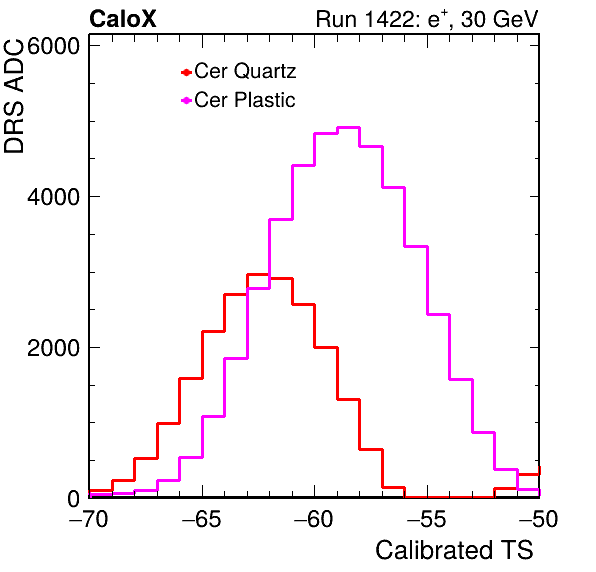 CaloX Run 1422: e⁺, 30 GeV
DRS ADC
6000
Cer Quartz
Cer Plastic
4000
2000
0
−70 −65 −60 −55 −50
Calibrated TS